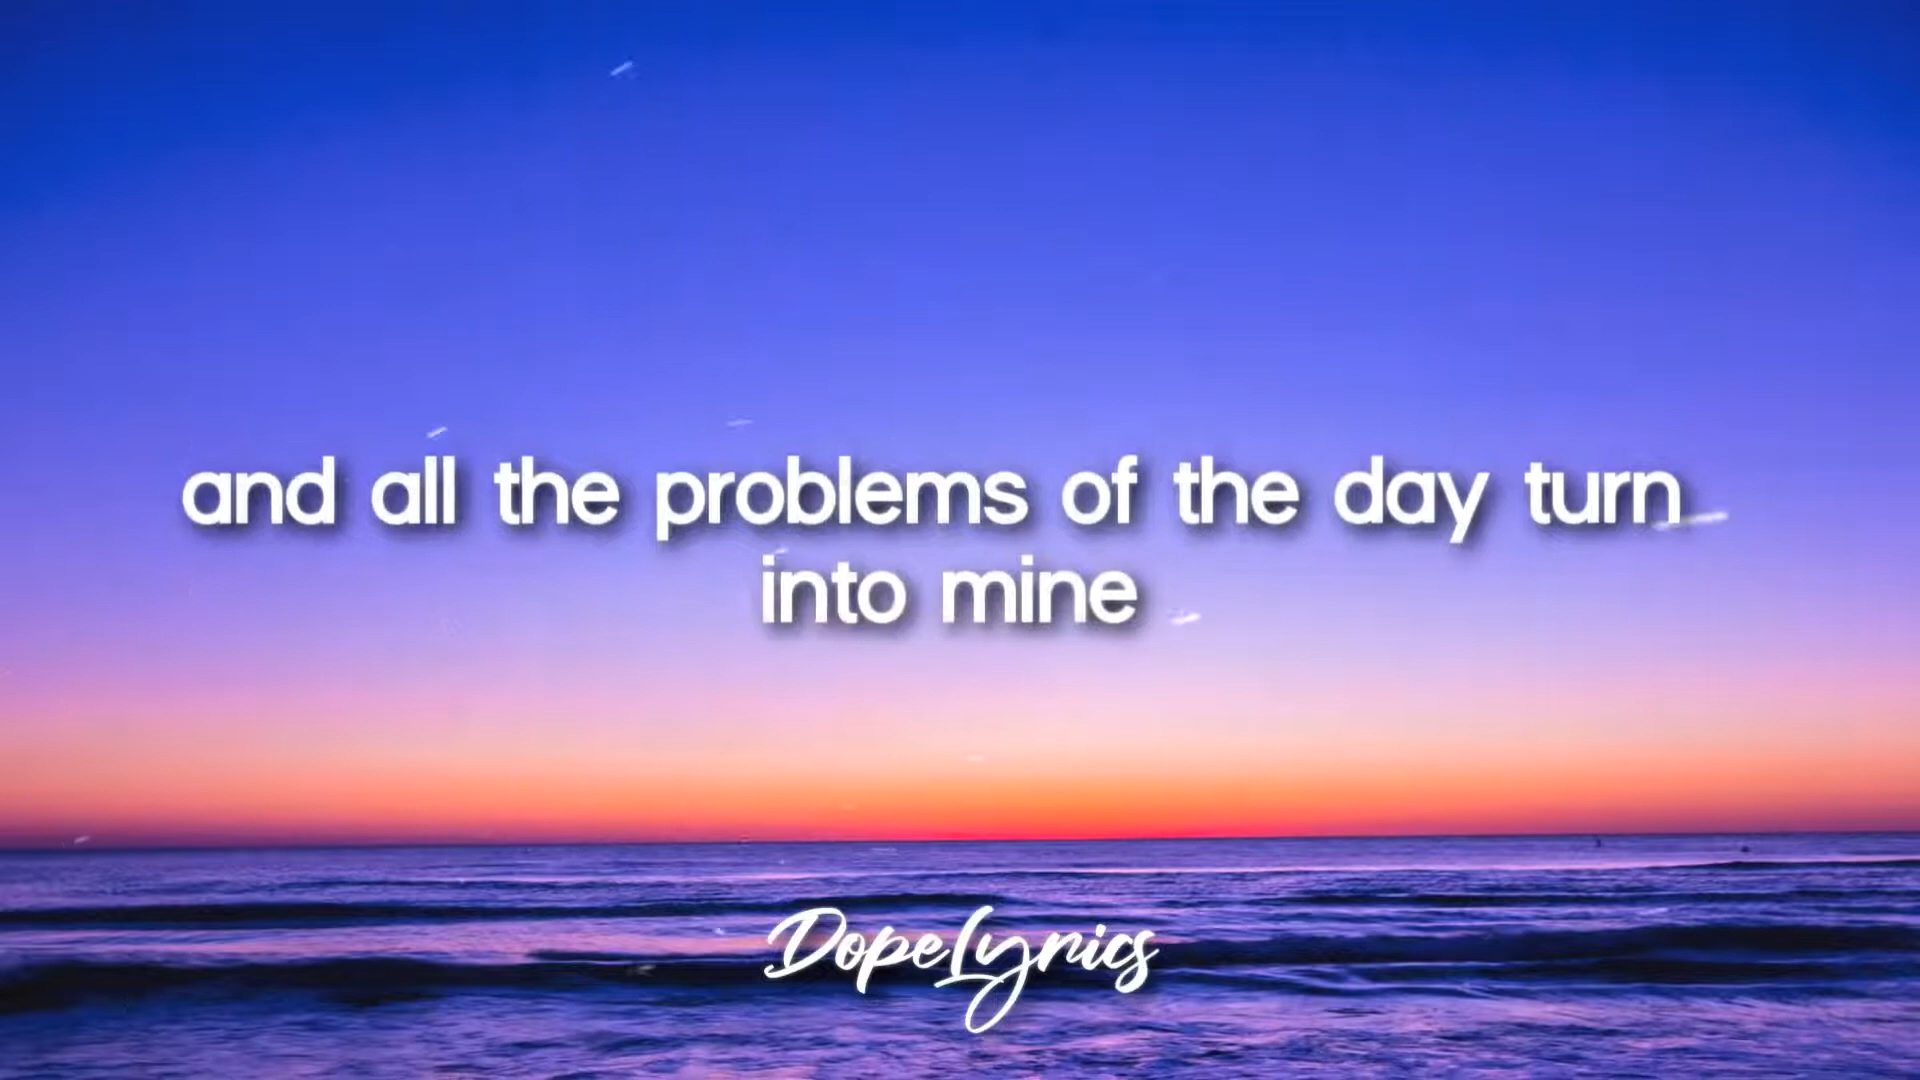 and all the problems of the day turn
into mine
DopeLyrics